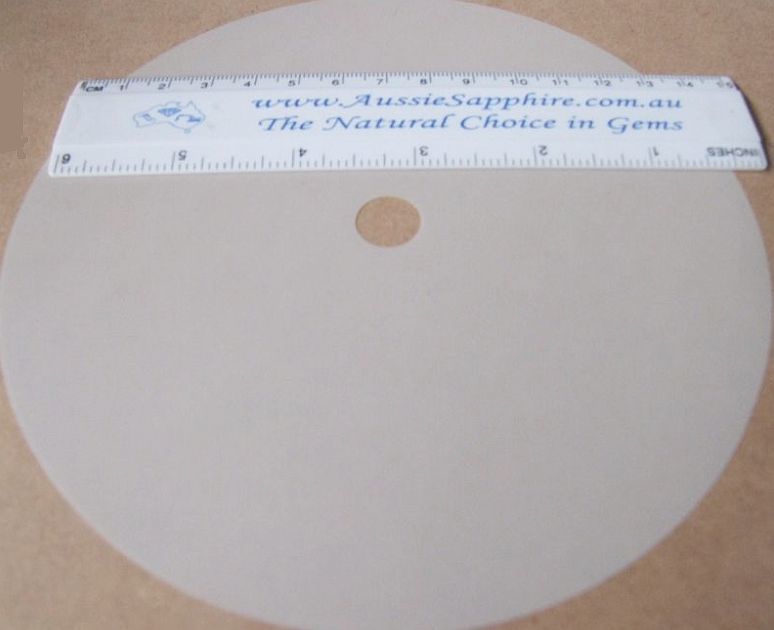 CM 1 2 3 4 5 6 7 8 9 10 11 12 13 14 15
www.AussieSapphire.com.au
The Natural Choice in Gems
6 5 4 3 2 1 INCHES